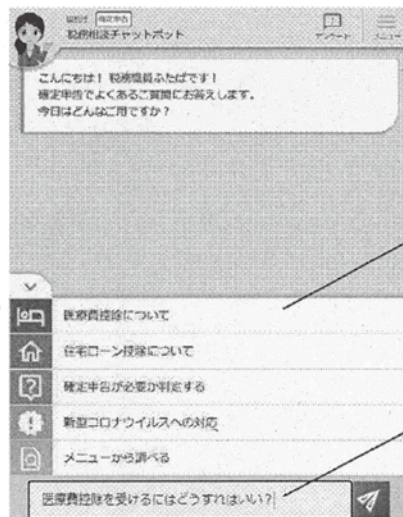 確定申告
税務相談チャットボット
アンケート
メニュー
こんにちは！ 税務職員ふたばです！
確定申告でよくあるご質問にお答えします。
今日はどんなご用ですか？
医療費控除について
住宅ローン控除について
確定申告が必要か判定する
新型コロナウイルスへの対応
メニューから調べる
医療費控除を受けるにはどうすればいい？